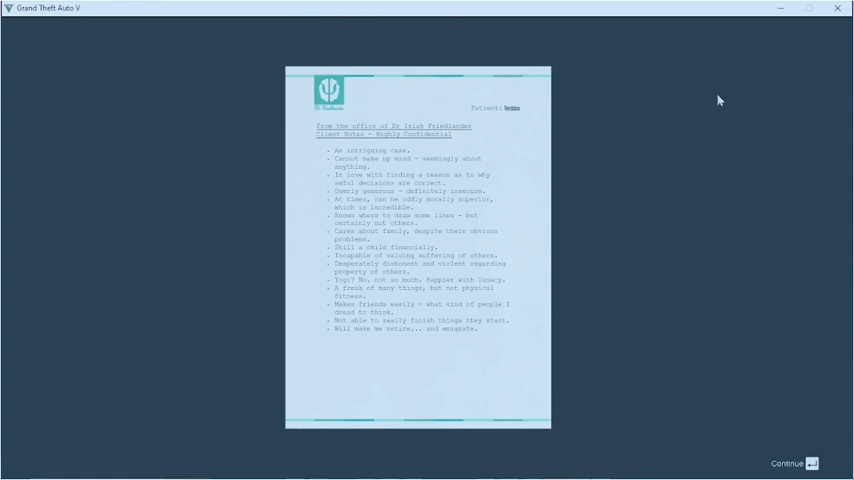 Grand Theft Auto V
Dr. Friedlander
Patient:
From the office of Dr Isiah Friedlander
Client Notes - Highly Confidential
- An intriguing case.
- Cannot make up mind - seemingly about
anything.
- In love with finding a reason as to why
awful decisions are correct.
- Overly generous - definitely insecure.
- At times, can be oddly morally superior,
which is incredible.
- Knows where to draw some lines - but
certainly not others.
- Cares about family, despite their obvious
problems.
- Still a child financially.
- Incapable of valuing suffering of others.
- Desperately dishonest and violent regarding
property of others.
- Yogi? No. not so much. Happier with lunacy.
- A freak of many things, but not physical
fitness.
- Makes friends easily - what kind of people I
dread to think.
- Not able to really finish things they start.
- Will make me retire... and emigrate.
Continue